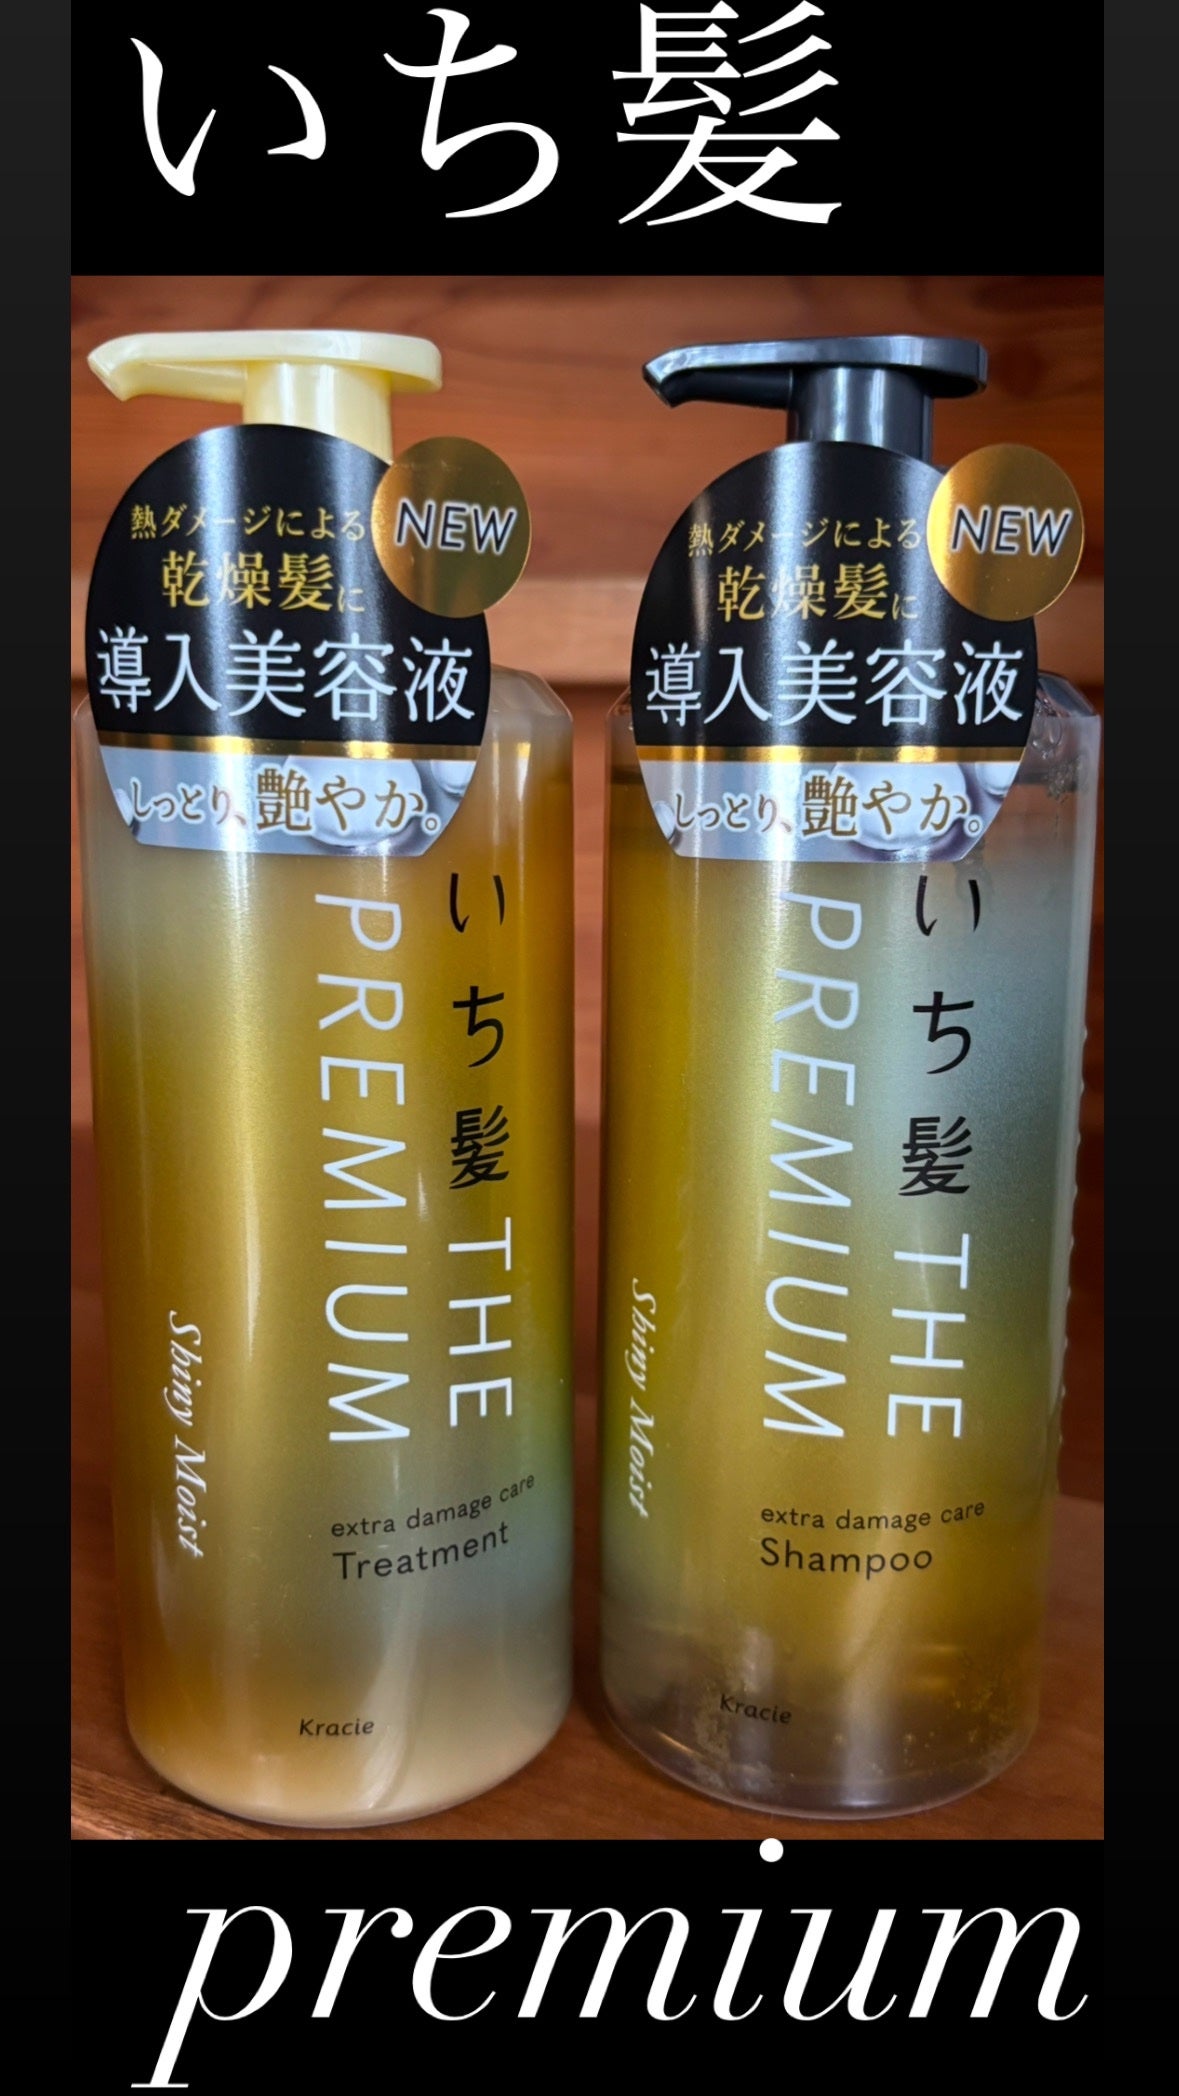 いち髪
熱ダメージによる
乾燥髪に
導入美容液
しっとり、艶やか。
NEW
いち髪 THE
PREMIUM
Shiny Moist
extra damage care
Treatment
Kracie
熱ダメージによる
乾燥髪に
導入美容液
しっとり、艶やか。
NEW
いち髪 THE
PREMIUM
Shiny Moist
extra damage care
Shampoo
Kracie
premium